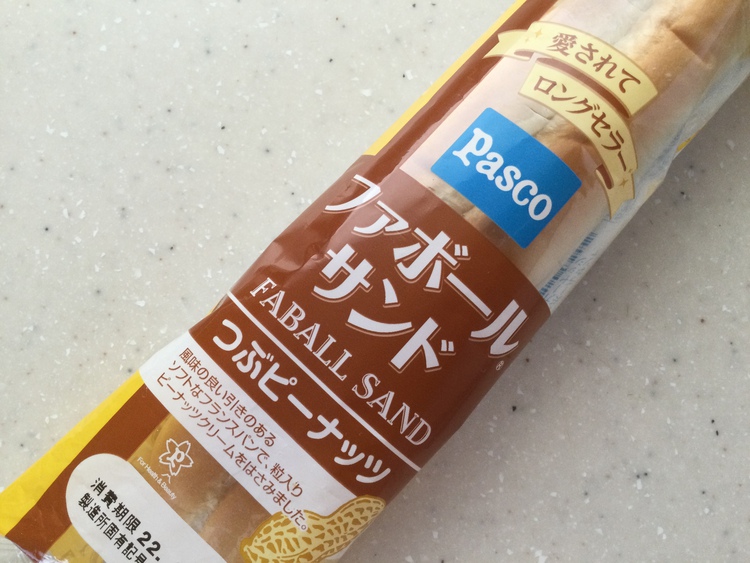 愛されて
ロングセラー
Pasco
ファボール
サンド®
FABALL SAND
つぶピーナッツ
風味の良い引きのある
ソフトなフランスパンで、粒入り
ピーナッツクリームをはさみました。
For Health & Beauty
消費期限 22.
製造所固有記号